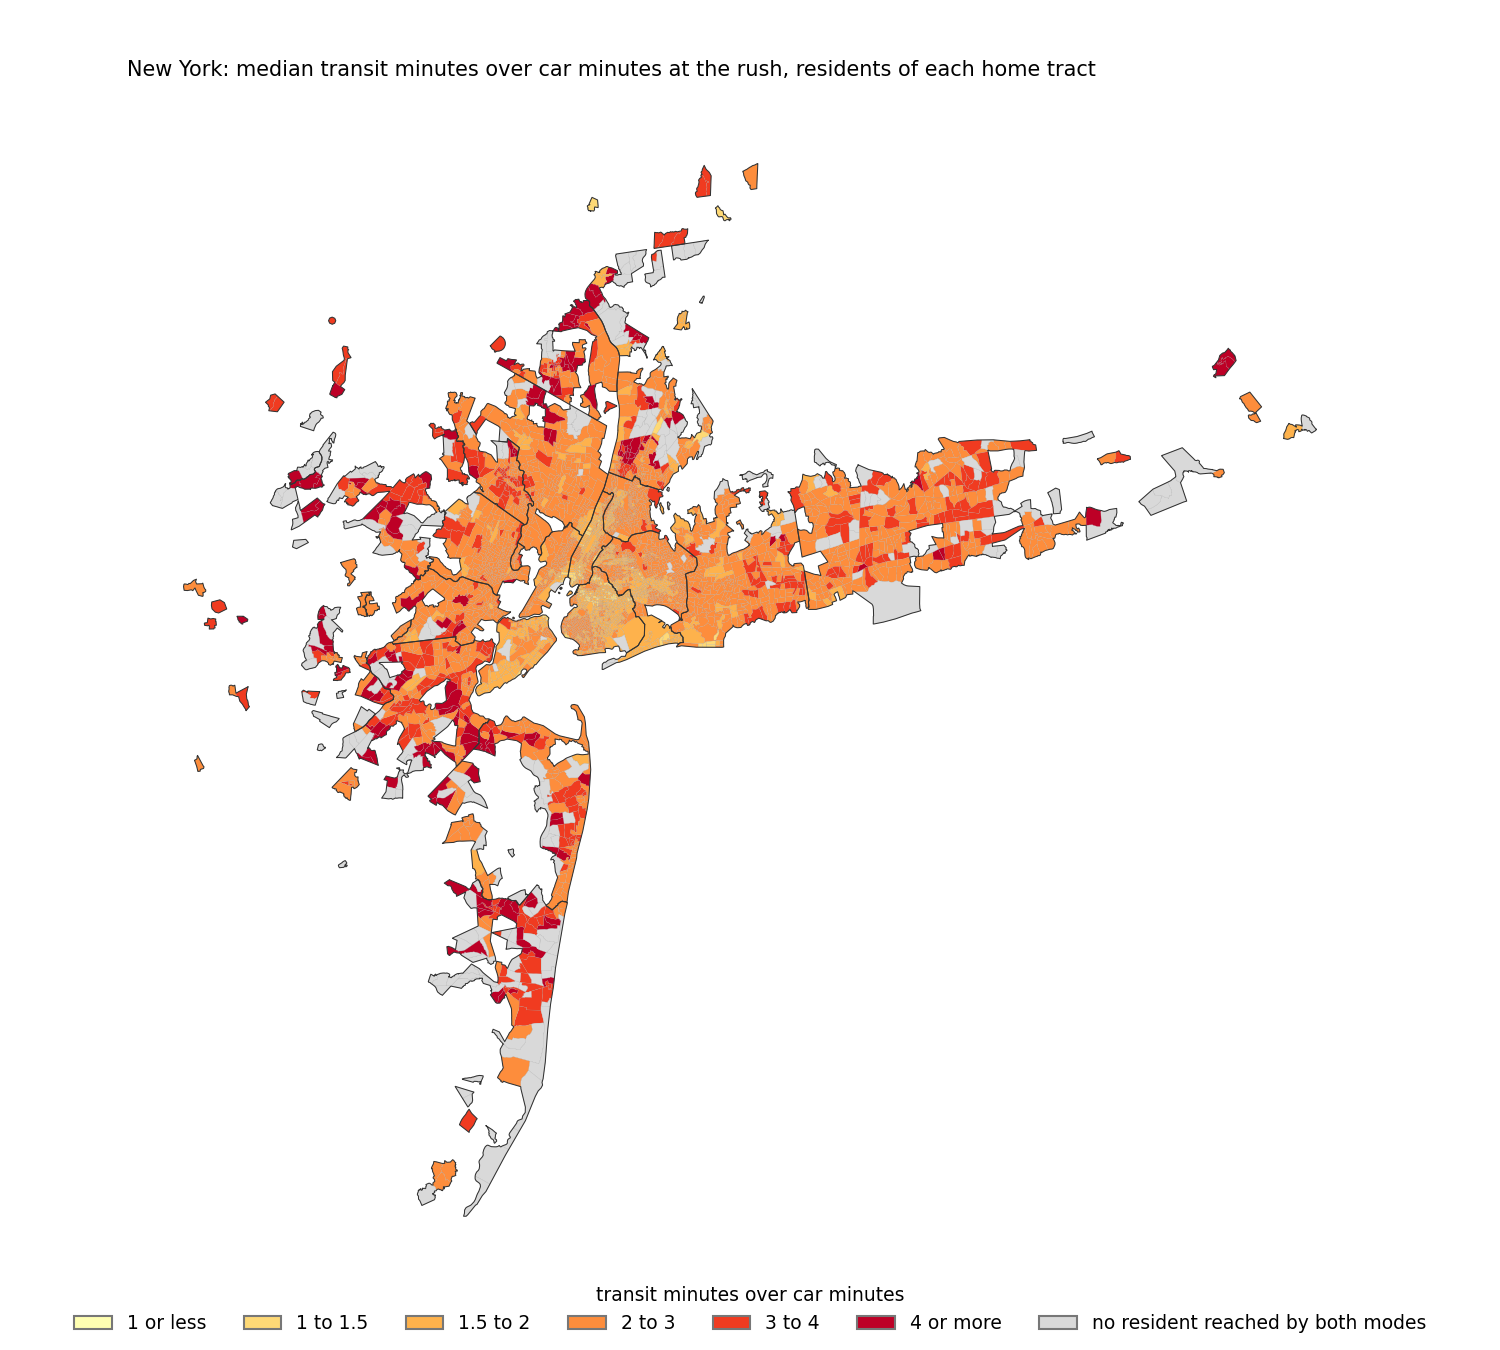 New York: median transit minutes over car minutes at the rush, residents of each home tract
transit minutes over car minutes
1 or less 1 to 1.5 1.5 to 2 2 to 3 3 to 4 4 or more no resident reached by both modes